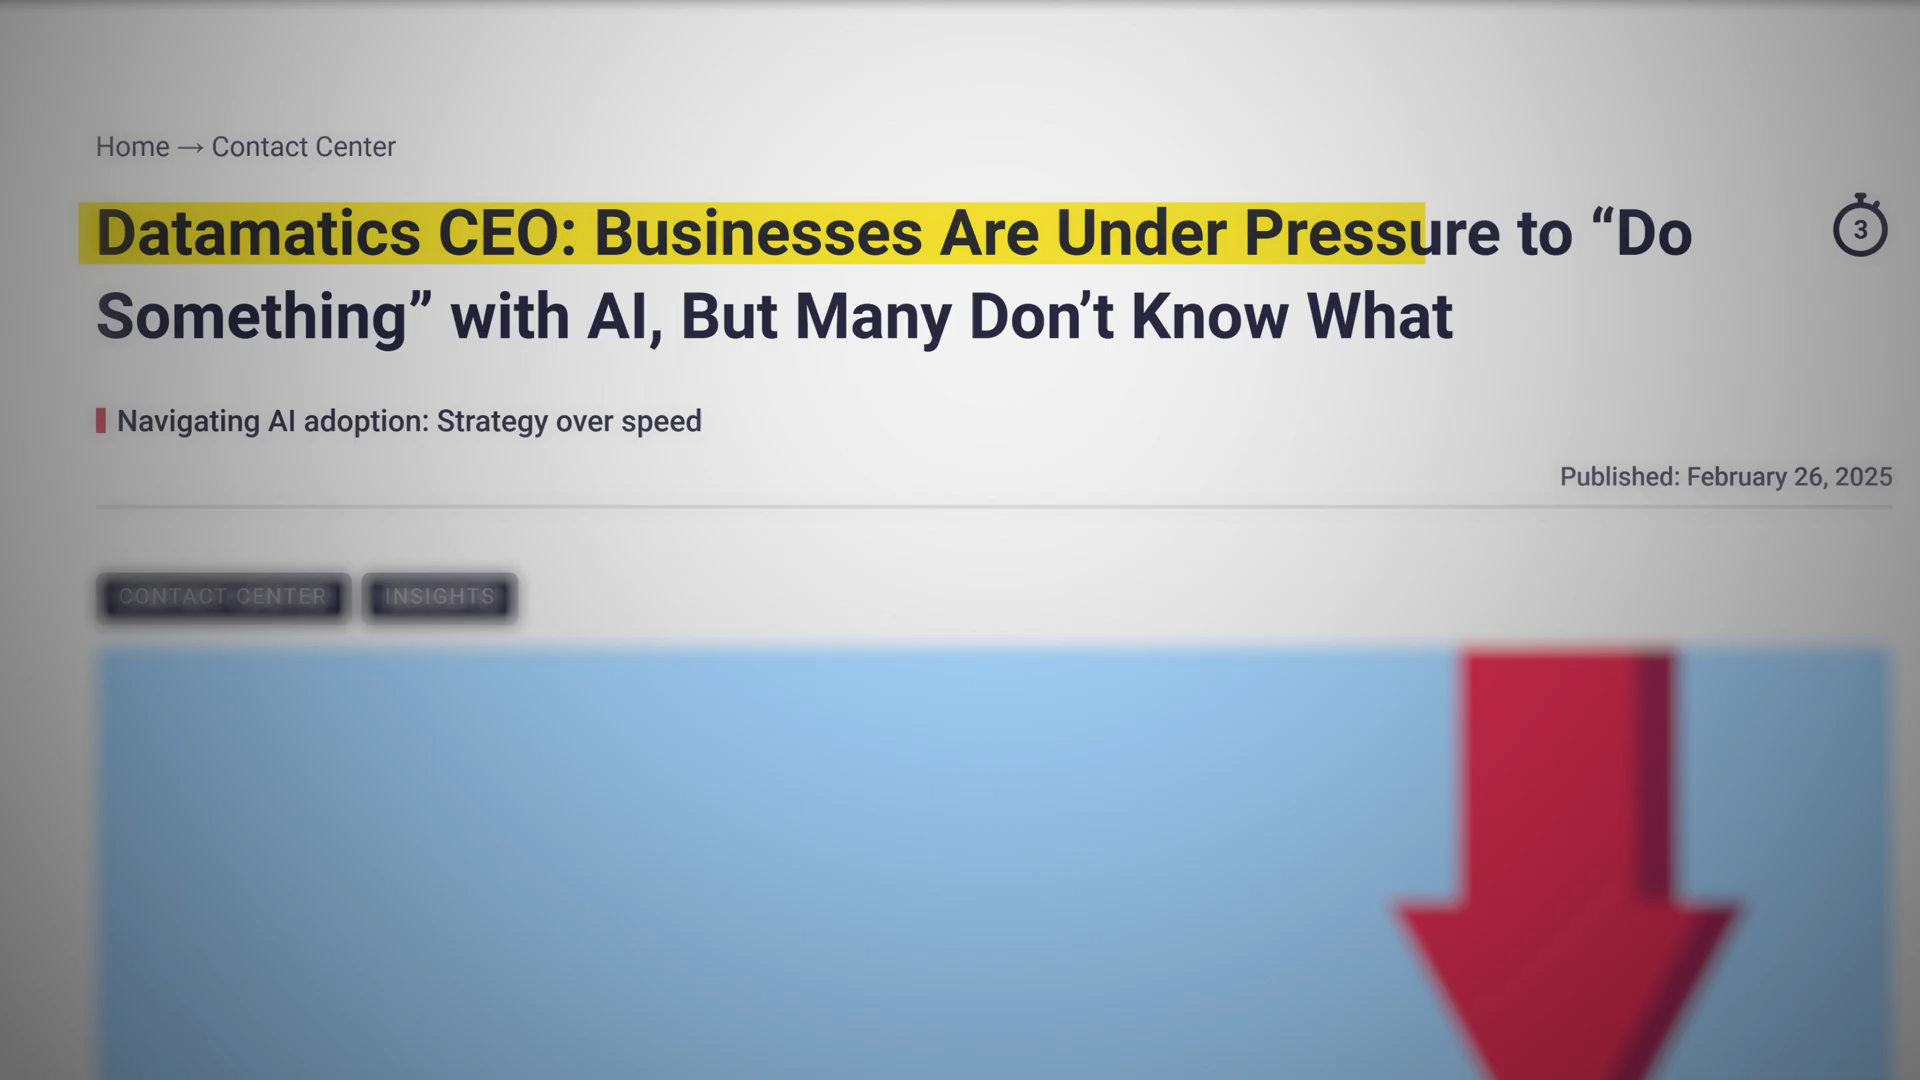 Home → Contact Center
Datamatics CEO: Businesses Are Under Pressure to “Do
3
Something” with AI, But Many Don’t Know What
Navigating AI adoption: Strategy over speed
Published: February 26, 2025
CONTACT CENTER INSIGHTS